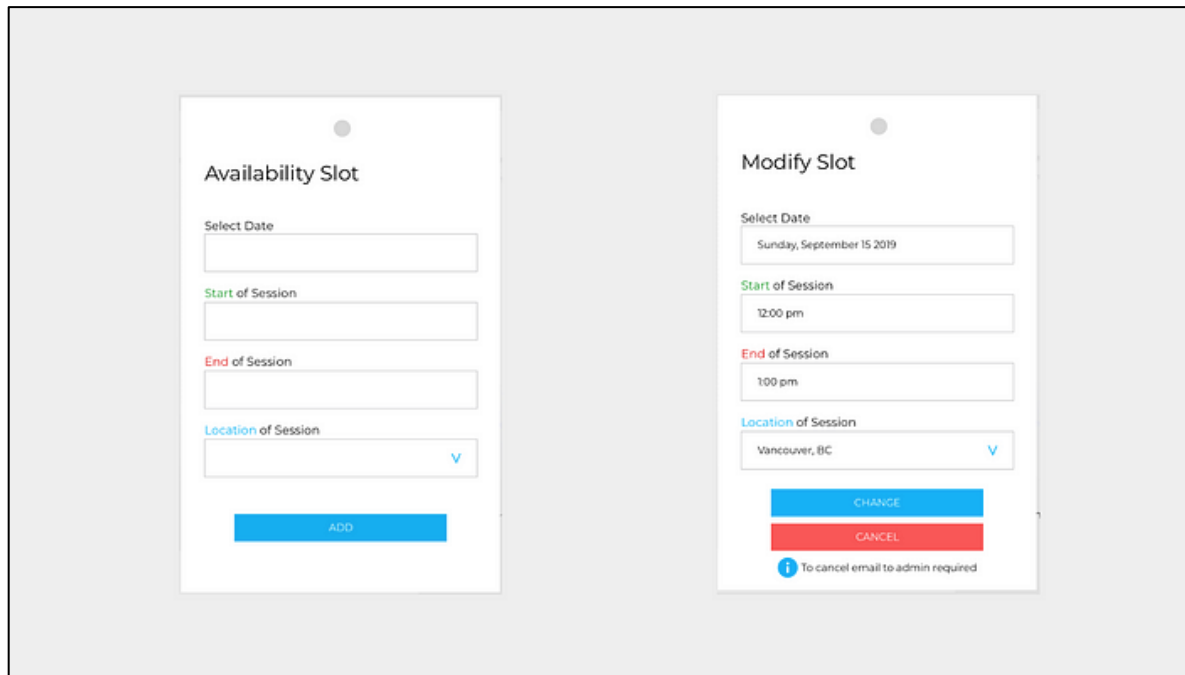 Availability Slot
Select Date
Start of Session
End of Session
Location of Session
V
ADD
Modify Slot
Select Date
Sunday, September 15 2019
Start of Session
12:00 pm
End of Session
1:00 pm
Location of Session
Vancouver, BC V
CHANGE
CANCEL
i To cancel email to admin required